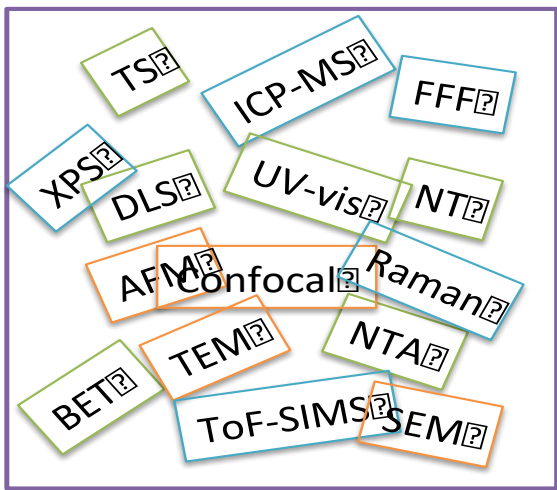 TS⍰
ICP-MS⍰
FFF⍰
XPS⍰
DLS⍰
UV-vis⍰
NT⍰
AFM⍰
Confocal⍰
Raman⍰
TEM⍰
NTA⍰
BET⍰
ToF-SIMS⍰
SEM⍰